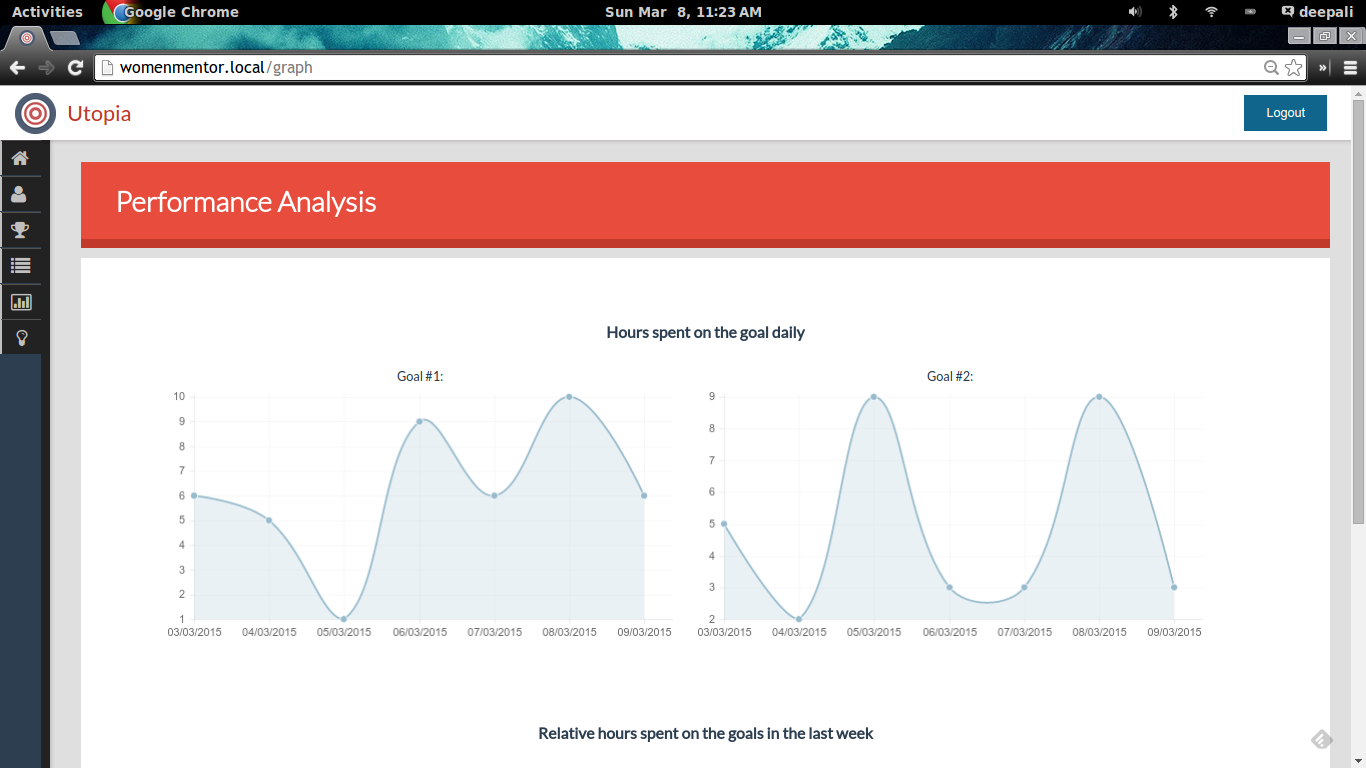 Activities Google Chrome Sun Mar 8, 11:23 AM deepali
womenmentor.local/graph »
Utopia Logout
Performance Analysis
Hours spent on the goal daily
Goal #1:
10
9
8
7
6
5
4
3
2
1
03/03/2015 04/03/2015 05/03/2015 06/03/2015 07/03/2015 08/03/2015 09/03/2015
Goal #2:
9
8
7
6
5
4
3
2
03/03/2015 04/03/2015 05/03/2015 06/03/2015 07/03/2015 08/03/2015 09/03/2015
Relative hours spent on the goals in the last week